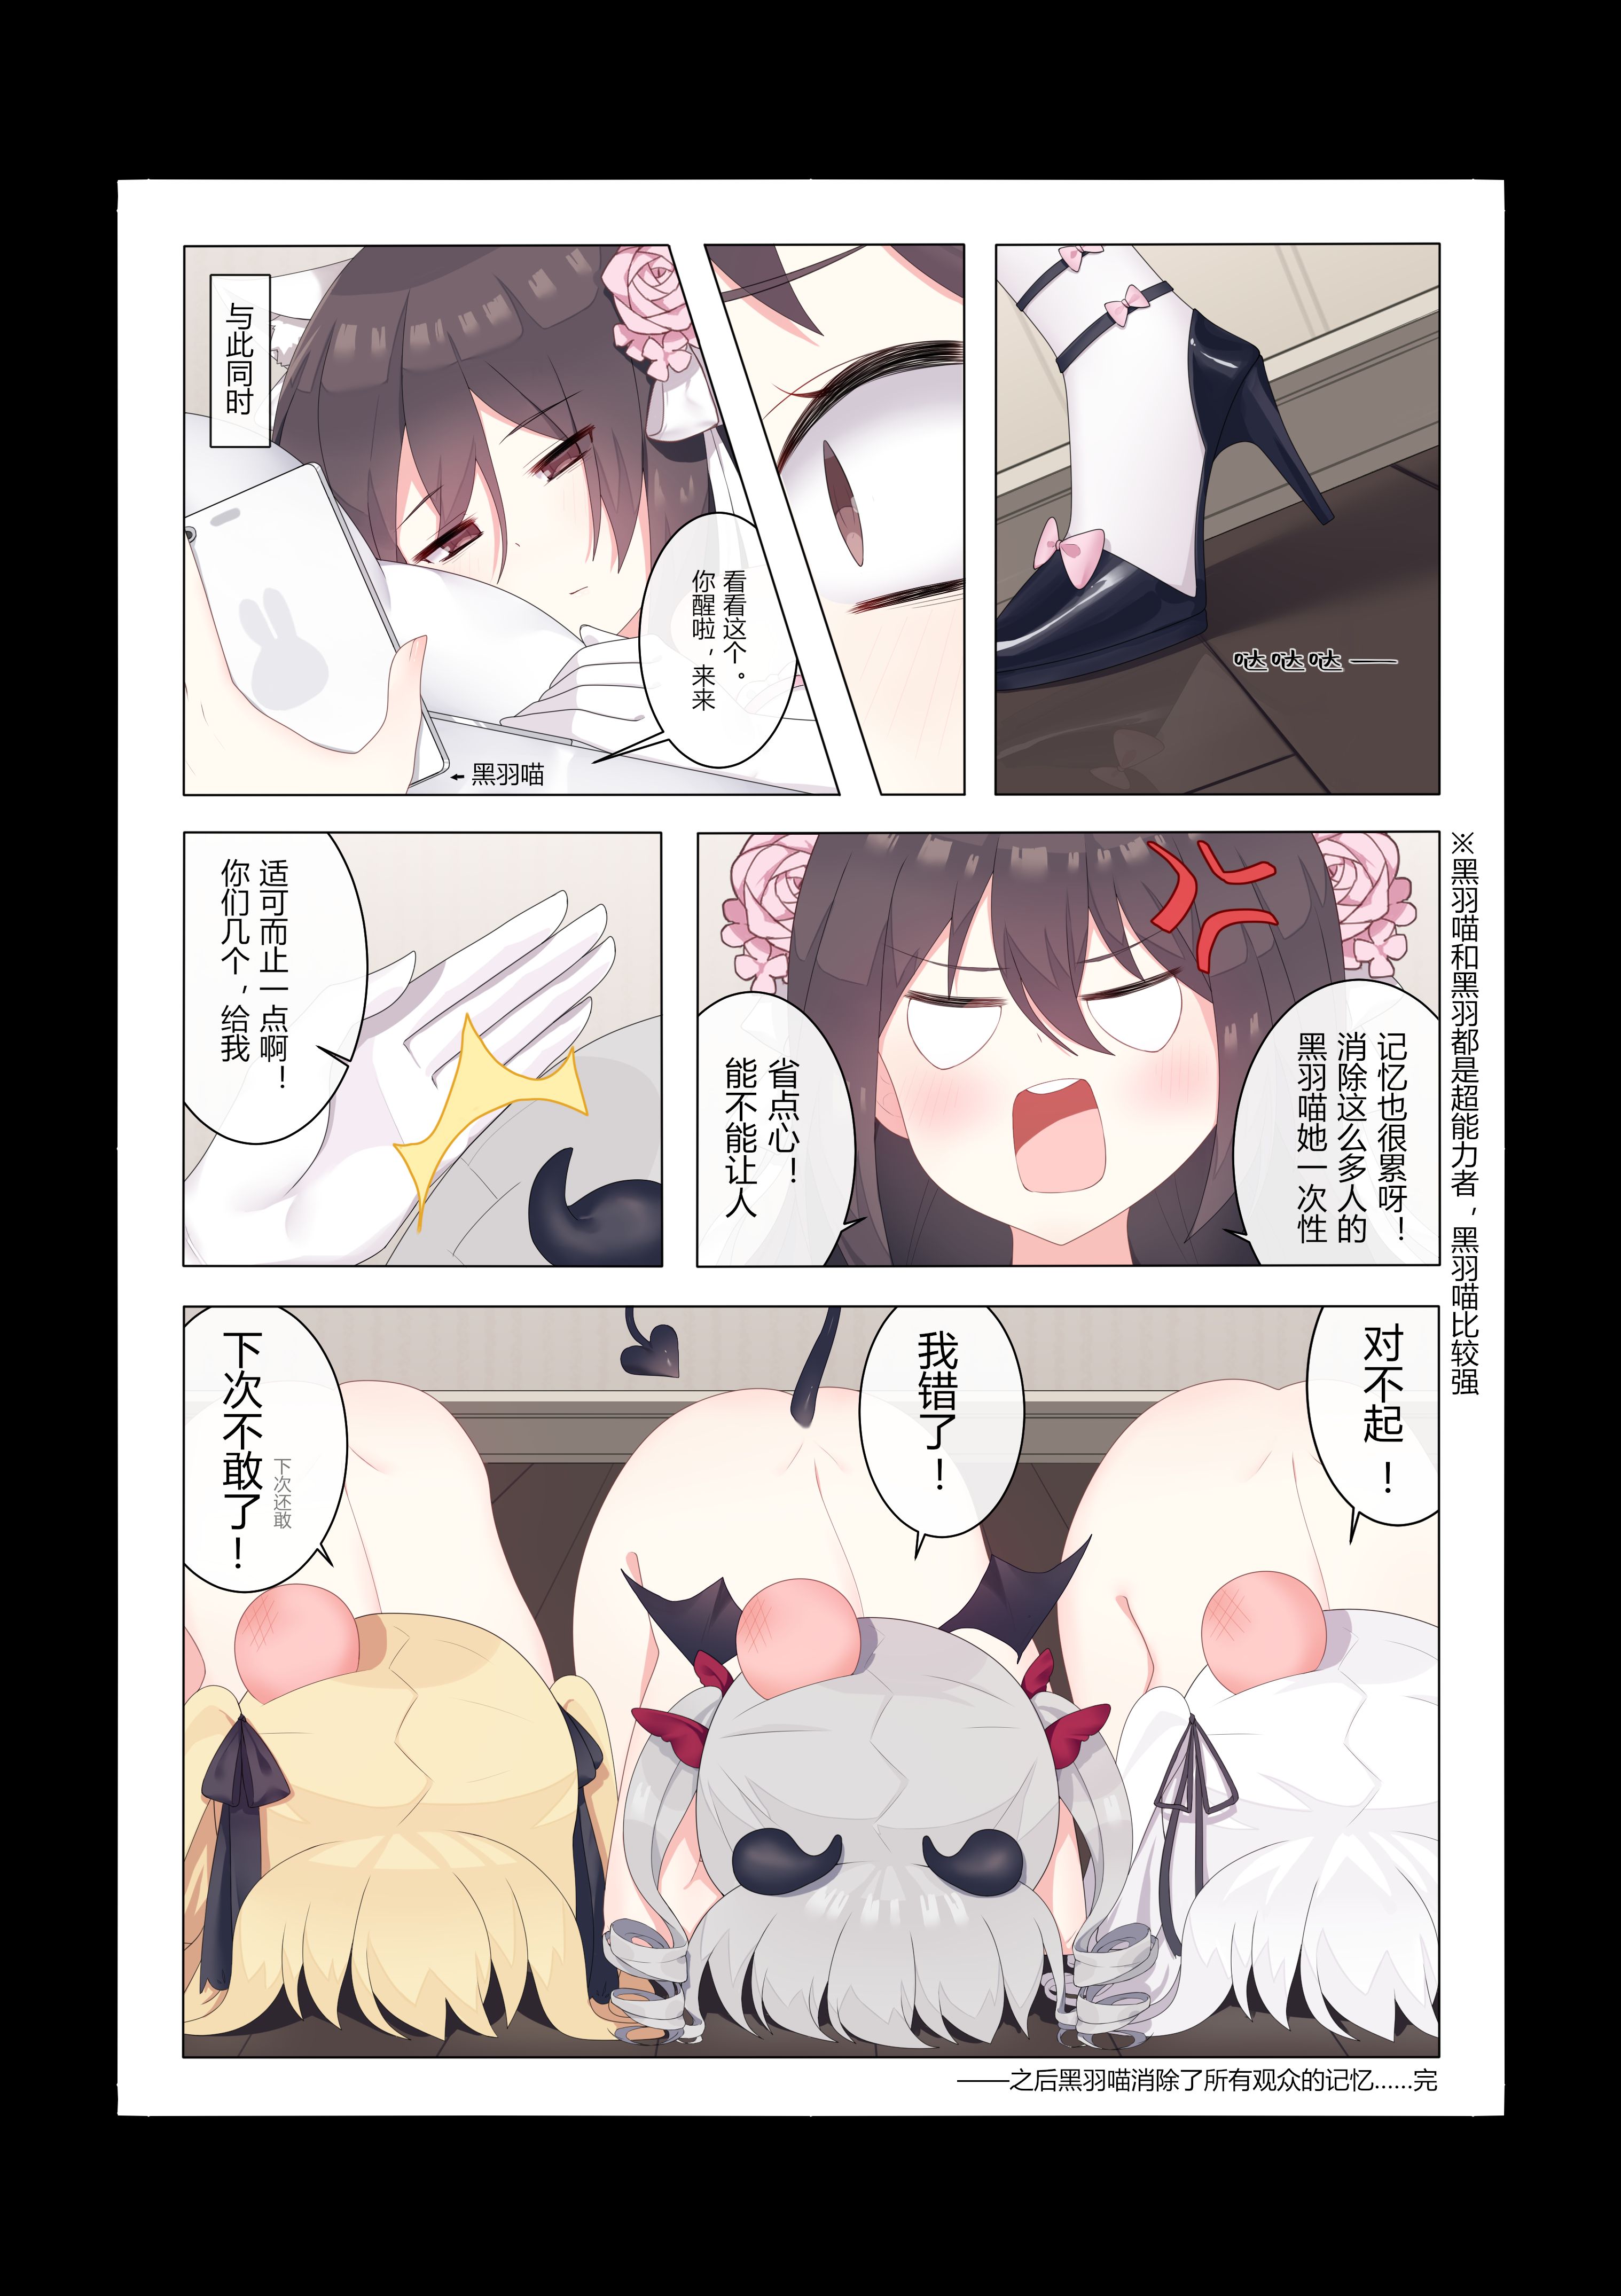 与此同时
你醒啦，来来
看看这个。
← 黑羽喵
哒哒哒——
你们几个，给我
适可而止一点啊！
能不能让人
省点心！
黑羽喵她一次性
消除这么多人的
记忆也很累呀！
※黑羽喵和黑羽都是超能力者，黑羽喵比较强
下次不敢了！
下次还敢
我错了！
对不起！
——之后黑羽喵消除了所有观众的记忆……完